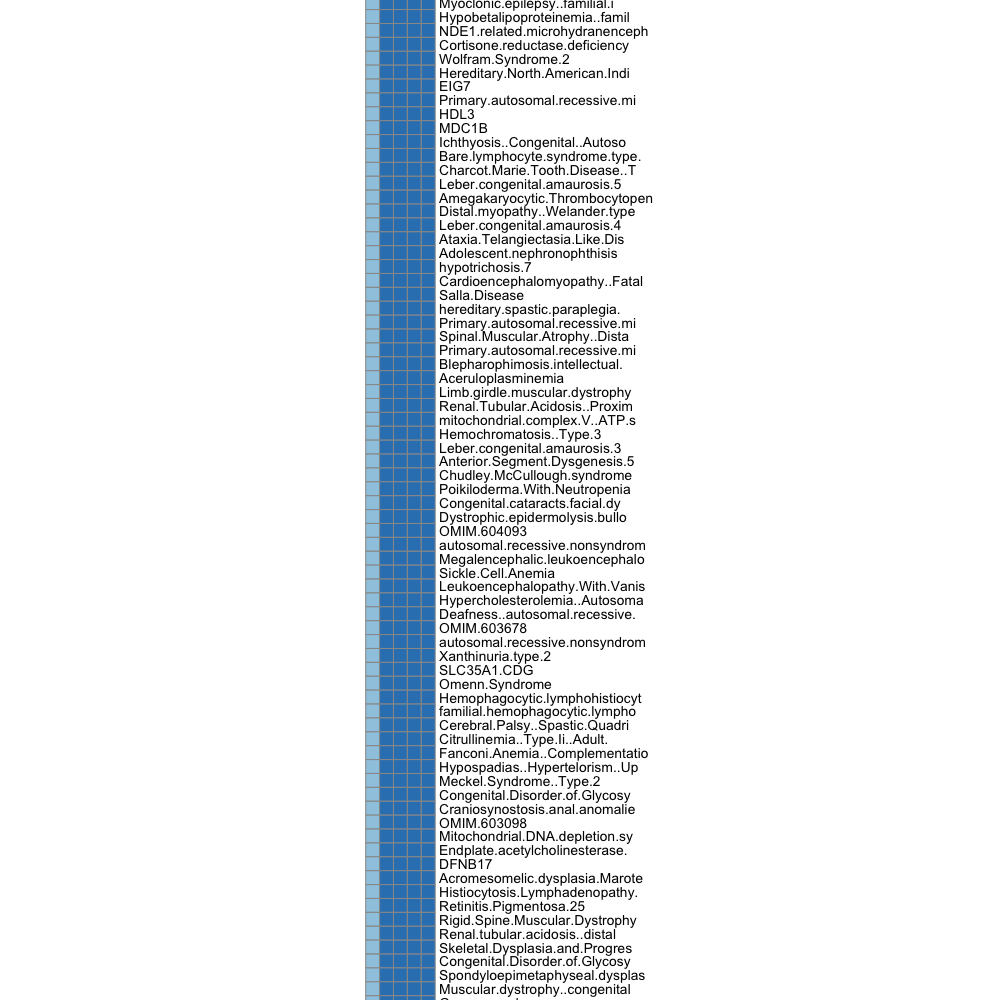 Myoclonic.epilepsy..familial.i
Hypobetalipoproteinemia..famil
NDE1.related.microhydranenceph
Cortisone.reductase.deficiency
Wolfram.Syndrome.2
Hereditary.North.American.Indi
EIG7
Primary.autosomal.recessive.mi
HDL3
MDC1B
Ichthyosis..Congenital..Autoso
Bare.lymphocyte.syndrome.type.
Charcot.Marie.Tooth.Disease..T
Leber.congenital.amaurosis.5
Amegakaryocytic.Thrombocytopen
Distal.myopathy..Welander.type
Leber.congenital.amaurosis.4
Ataxia.Telangiectasia.Like.Dis
Adolescent.nephronophthisis
hypotrichosis.7
Cardioencephalomyopathy..Fatal
Salla.Disease
hereditary.spastic.paraplegia.
Primary.autosomal.recessive.mi
Spinal.Muscular.Atrophy..Dista
Primary.autosomal.recessive.mi
Blepharophimosis.intellectual.
Aceruloplasminemia
Limb.girdle.muscular.dystrophy
Renal.Tubular.Acidosis..Proxim
mitochondrial.complex.V..ATP.s
Hemochromatosis..Type.3
Leber.congenital.amaurosis.3
Anterior.Segment.Dysgenesis.5
Chudley.McCullough.syndrome
Poikiloderma.With.Neutropenia
Congenital.cataracts.facial.dy
Dystrophic.epidermolysis.bullo
OMIM.604093
autosomal.recessive.nonsyndrom
Megalencephalic.leukoencephalo
Sickle.Cell.Anemia
Leukoencephalopathy.With.Vanis
Hypercholesterolemia..Autosoma
Deafness..autosomal.recessive.
OMIM.603678
autosomal.recessive.nonsyndrom
Xanthinuria.type.2
SLC35A1.CDG
Omenn.Syndrome
Hemophagocytic.lymphohistiocyt
familial.hemophagocytic.lympho
Cerebral.Palsy..Spastic.Quadri
Citrullinemia..Type.Ii..Adult.
Fanconi.Anemia..Complementatio
Hypospadias..Hypertelorism..Up
Meckel.Syndrome..Type.2
Congenital.Disorder.of.Glycosy
Craniosynostosis.anal.anomalie
OMIM.603098
Mitochondrial.DNA.depletion.sy
Endplate.acetylcholinesterase.
DFNB17
Acromesomelic.dysplasia.Marote
Histiocytosis.Lymphadenopathy.
Retinitis.Pigmentosa.25
Rigid.Spine.Muscular.Dystrophy
Renal.tubular.acidosis..distal
Skeletal.Dysplasia.and.Progres
Congenital.Disorder.of.Glycosy
Spondyloepimetaphyseal.dysplas
Muscular.dystrophy..congenital